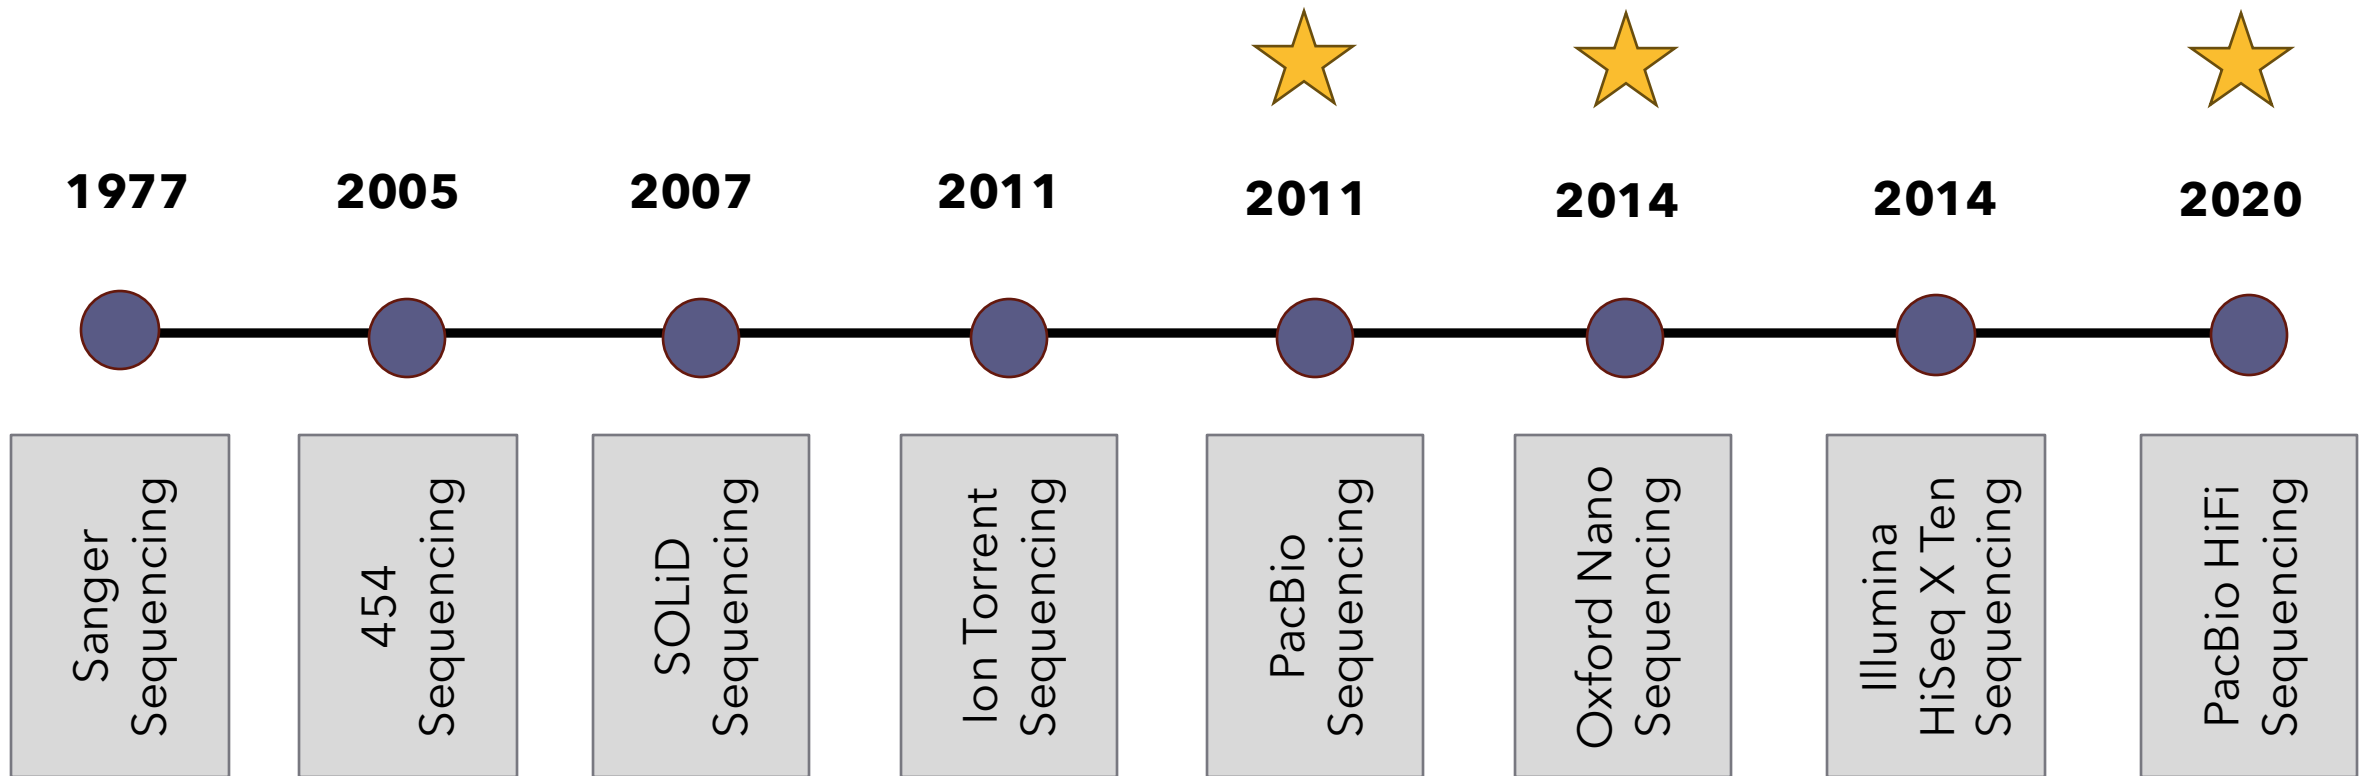 1977
2005
2007
2011
2011
2014
2014
2020
Sanger
Sequencing
454
Sequencing
SOLiD
Sequencing
Ion Torrent
Sequencing
PacBio
Sequencing
Oxford Nano
Sequencing
Illumina
HiSeq X Ten
Sequencing
PacBio HiFi
Sequencing